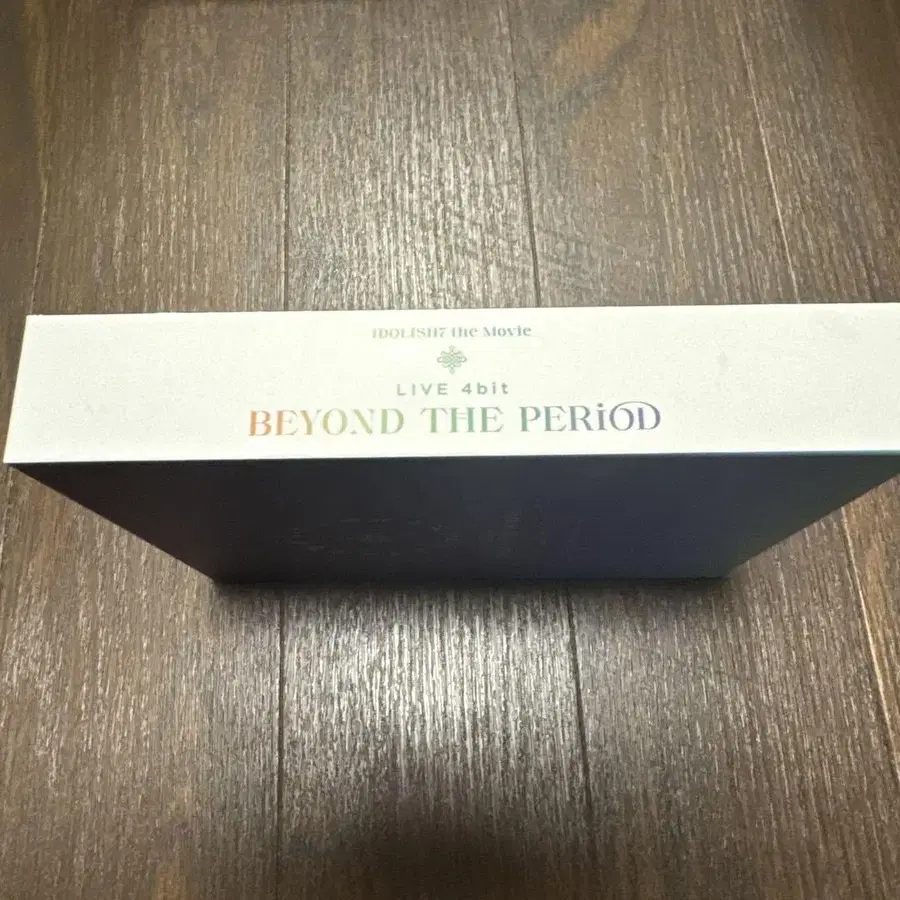 IDOLiSH7 the Movie
LIVE 4bit
BEYOND THE PERiOD